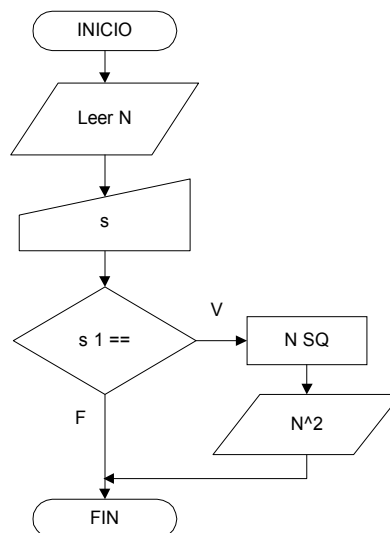 INICIO
Leer N
s
s 1 ==
V
N SQ
F
N^2
FIN